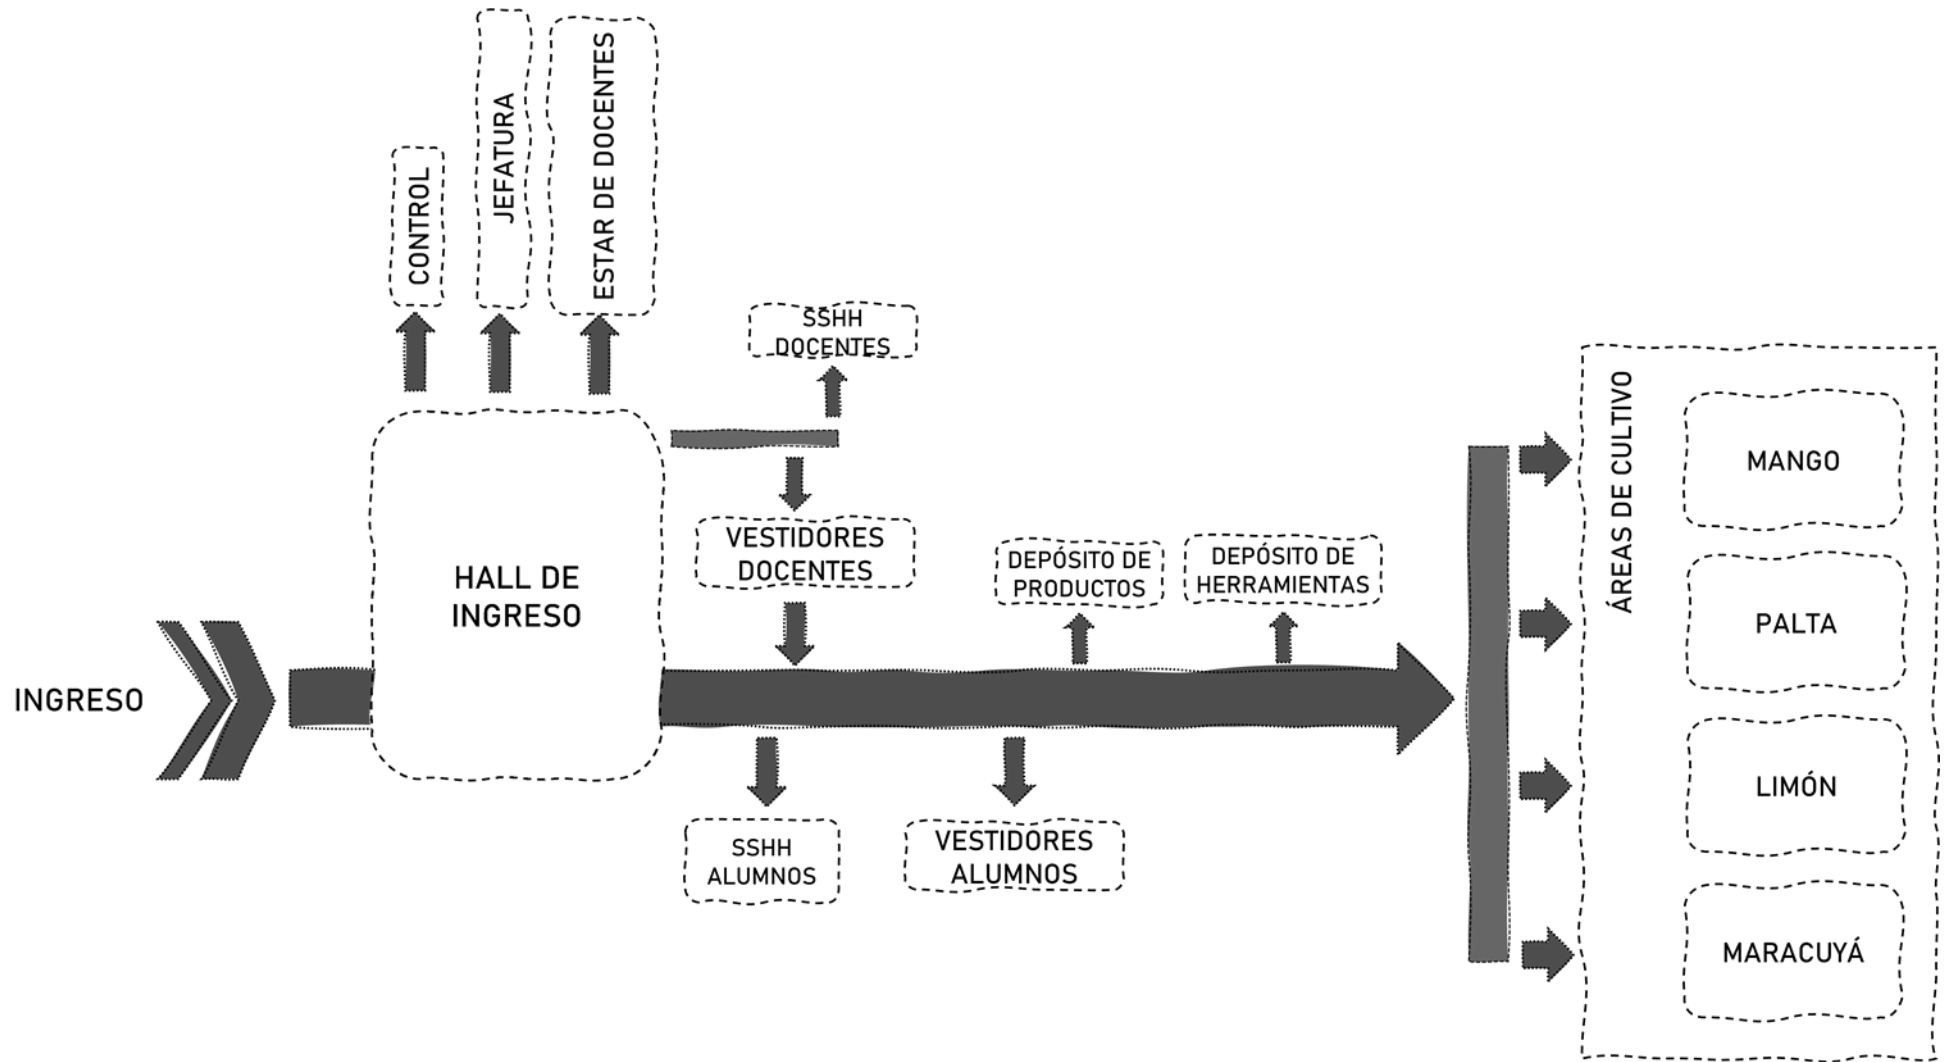 CONTROL
JEFATURA
ESTAR DE DOCENTES
SSHH
DOCENTES
VESTIDORES
DOCENTES
HALL DE
INGRESO
INGRESO
DEPÓSITO DE
PRODUCTOS
DEPÓSITO DE
HERRAMIENTAS
SSHH
ALUMNOS
VESTIDORES
ALUMNOS
ÁREAS DE CULTIVO
MANGO
PALTA
LIMÓN
MARACUYÁ